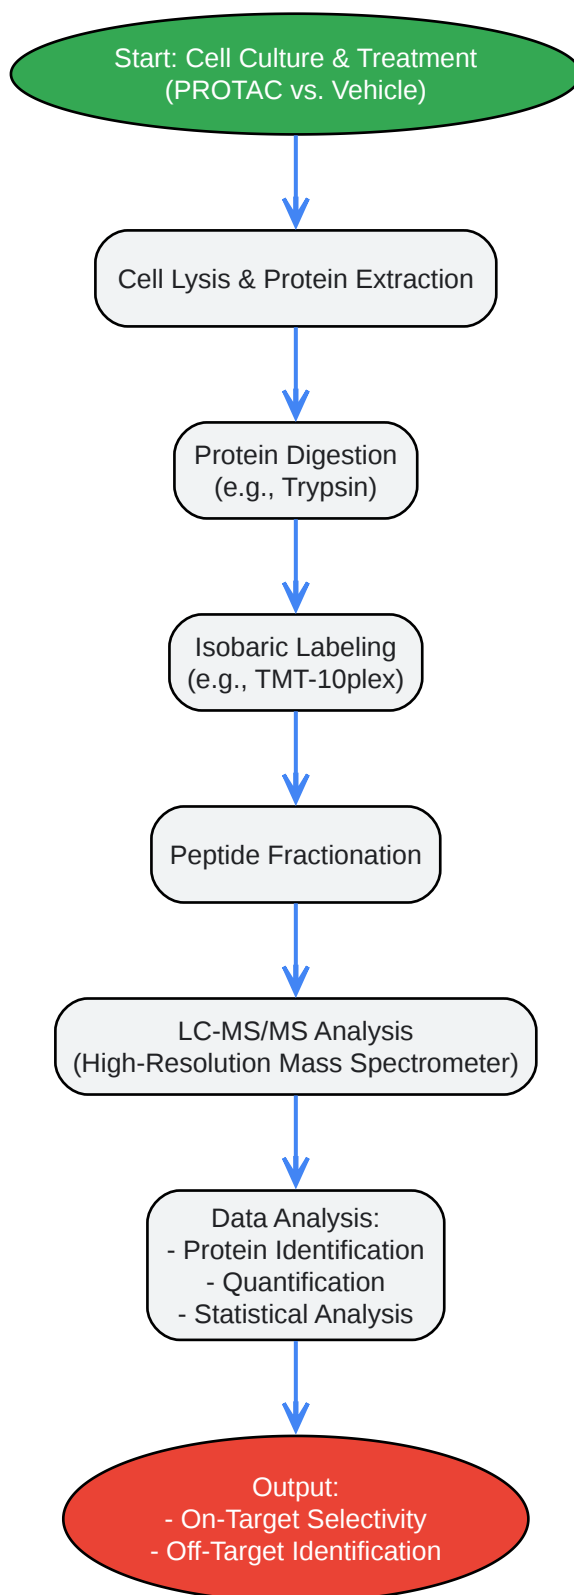 Start: Cell Culture & Treatment
(PROTAC vs. Vehicle)
Cell Lysis & Protein Extraction
Protein Digestion
(e.g., Trypsin)
Isobaric Labeling
(e.g., TMT-10plex)
Peptide Fractionation
LC-MS/MS Analysis
(High-Resolution Mass Spectrometer)
Data Analysis:
- Protein Identification
- Quantification
- Statistical Analysis
Output:
- On-Target Selectivity
- Off-Target Identification